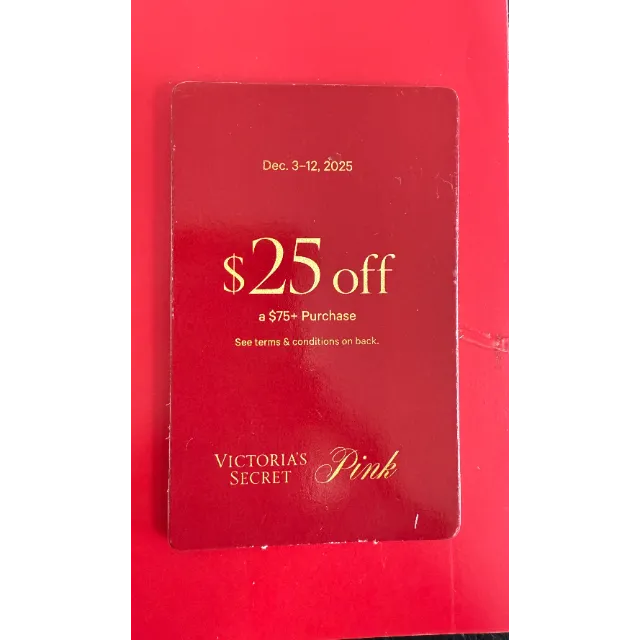 Dec. 3–12, 2025
$25 off
a $75+ Purchase
See terms & conditions on back.
VICTORIA'S SECRET Pink